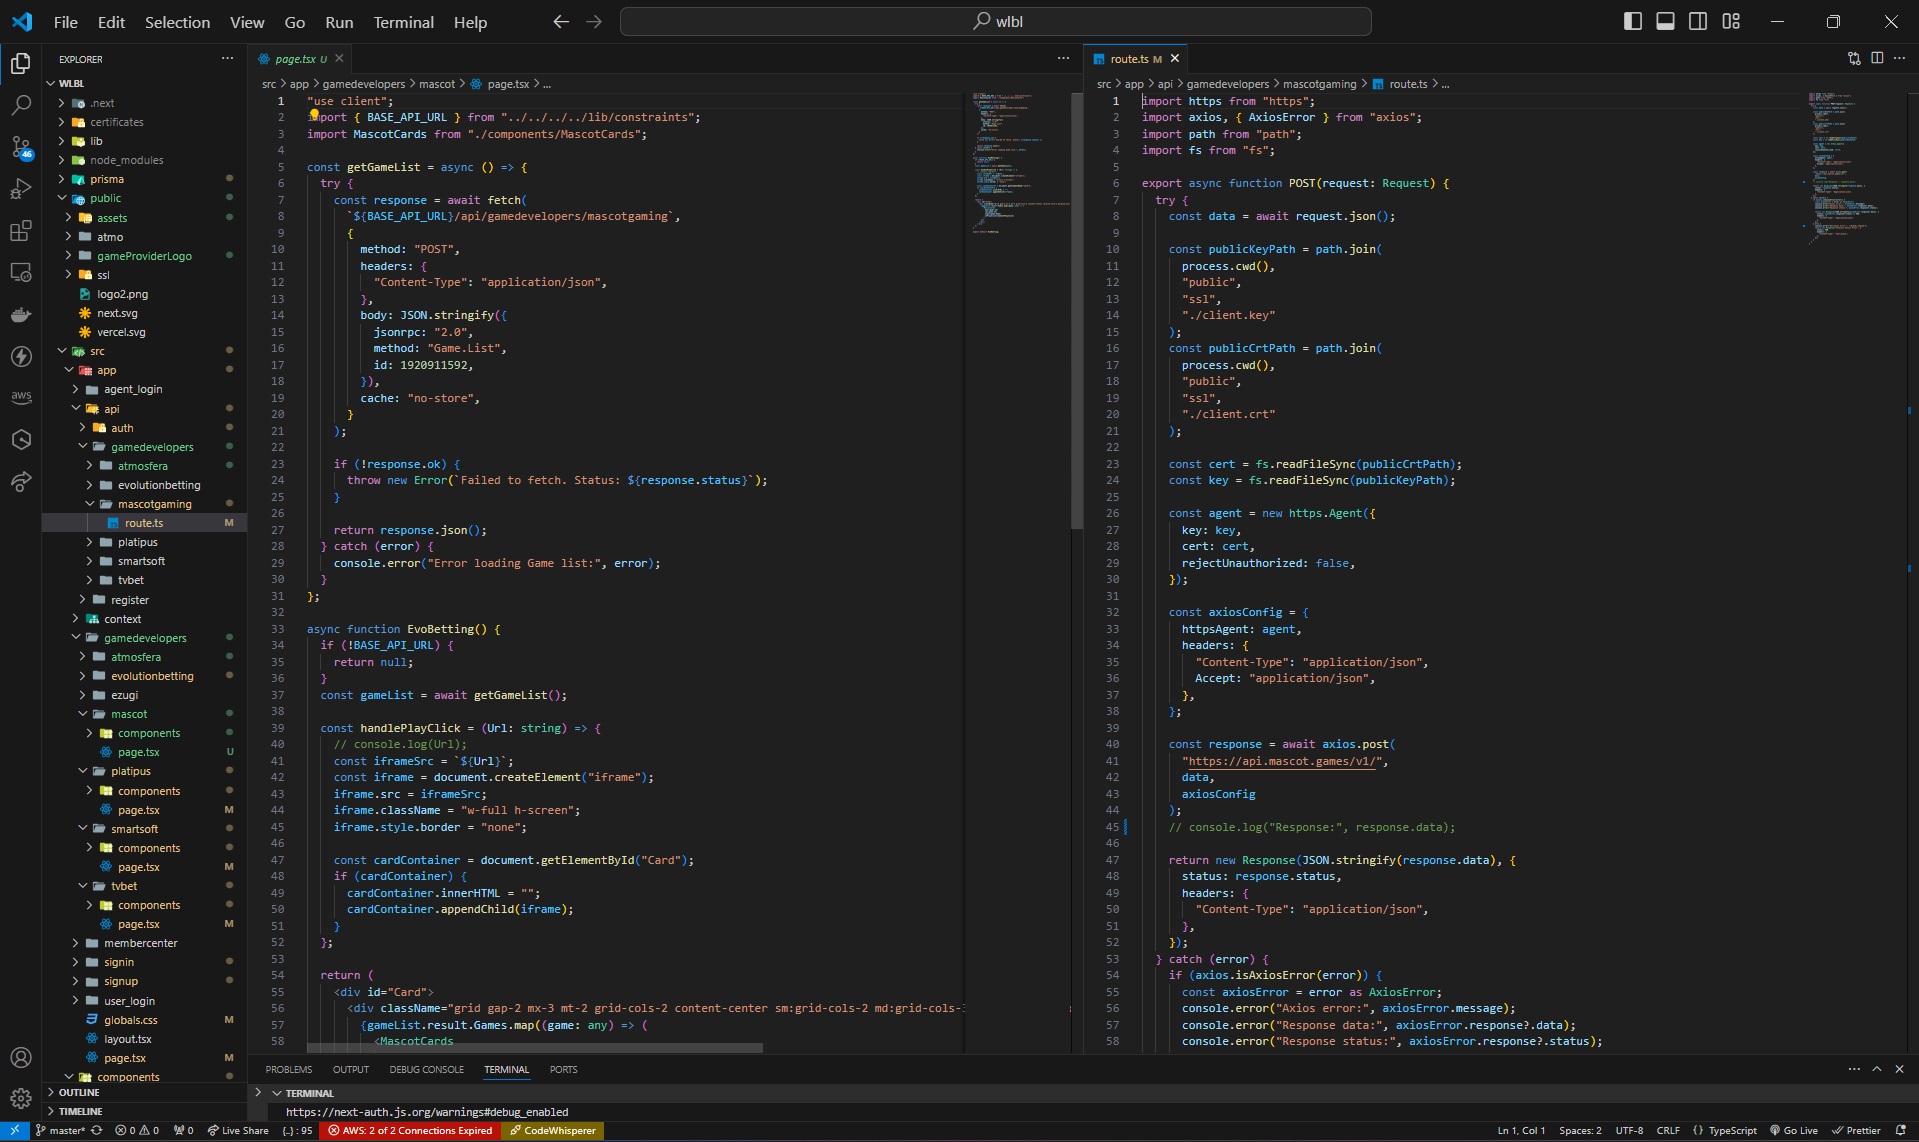 File Edit Selection View Go Run Terminal Help
wlbl
EXPLORER
WLBL
.next
certificates
lib
node_modules
prisma
public
assets
atmo
gameProviderLogo
ssl
logo2.png
next.svg
vercel.svg
src
app
agent_login
api
auth
gamedevelopers
atmosfera
evolutionbetting
mascotgaming
route.ts M
platipus
smartsoft
tvbet
register
context
gamedevelopers
atmosfera
evolutionbetting
ezugi
mascot
components
page.tsx U
platipus
components
page.tsx M
smartsoft
components
page.tsx M
tvbet
components
page.tsx M
membercenter
signin
signup
user_login
globals.css M
layout.tsx
page.tsx M
components
OUTLINE
TIMELINE
46
aws
page.tsx U
src > app > gamedevelopers > mascot > page.tsx > ...
1 "use client";
2 import { BASE_API_URL } from "../../../../lib/constraints";
3 import MascotCards from "./components/MascotCards";
4
5 const getGameList = async () => {
6 try {
7 const response = await fetch(
8 `${BASE_API_URL}/api/gamedevelopers/mascotgaming`,
9 {
10 method: "POST",
11 headers: {
12 "Content-Type": "application/json",
13 },
14 body: JSON.stringify({
15 jsonrpc: "2.0",
16 method: "Game.List",
17 id: 1920911592,
18 }),
19 cache: "no-store",
20 }
21 );
22
23 if (!response.ok) {
24 throw new Error(`Failed to fetch. Status: ${response.status}`);
25 }
26
27 return response.json();
28 } catch (error) {
29 console.error("Error loading Game list:", error);
30 }
31 };
32
33 async function EvoBetting() {
34 if (!BASE_API_URL) {
35 return null;
36 }
37 const gameList = await getGameList();
38
39 const handlePlayClick = (Url: string) => {
40 // console.log(Url);
41 const iframeSrc = `${Url}`;
42 const iframe = document.createElement("iframe");
43 iframe.src = iframeSrc;
44 iframe.className = "w-full h-screen";
45 iframe.style.border = "none";
46
47 const cardContainer = document.getElementById("Card");
48 if (cardContainer) {
49 cardContainer.innerHTML = "";
50 cardContainer.appendChild(iframe);
51 }
52 };
53
54 return (
55 <div id="Card">
56 <div className="grid gap-2 mx-3 mt-2 grid-cols-2 content-center sm:grid-cols-2 md:grid-cols-
57 {gameList.result.Games.map((game: any) => (
58 <MascotCards
route.ts M
src > app > api > gamedevelopers > mascotgaming > route.ts > ...
1 import https from "https";
2 import axios, { AxiosError } from "axios";
3 import path from "path";
4 import fs from "fs";
5
6 export async function POST(request: Request) {
7 try {
8 const data = await request.json();
9
10 const publicKeyPath = path.join(
11 process.cwd(),
12 "public",
13 "ssl",
14 "./client.key"
15 );
16 const publicCrtPath = path.join(
17 process.cwd(),
18 "public",
19 "ssl",
20 "./client.crt"
21 );
22
23 const cert = fs.readFileSync(publicCrtPath);
24 const key = fs.readFileSync(publicKeyPath);
25
26 const agent = new https.Agent({
27 key: key,
28 cert: cert,
29 rejectUnauthorized: false,
30 });
31
32 const axiosConfig = {
33 httpsAgent: agent,
34 headers: {
35 "Content-Type": "application/json",
36 Accept: "application/json",
37 },
38 };
39
40 const response = await axios.post(
41 "https://api.mascot.games/v1/",
42 data,
43 axiosConfig
44 );
45 // console.log("Response:", response.data);
46
47 return new Response(JSON.stringify(response.data), {
48 status: response.status,
49 headers: {
50 "Content-Type": "application/json",
51 },
52 });
53 } catch (error) {
54 if (axios.isAxiosError(error)) {
55 const axiosError = error as AxiosError;
56 console.error("Axios error:", axiosError.message);
57 console.error("Response data:", axiosError.response?.data);
58 console.error("Response status:", axiosError.response?.status);
PROBLEMS OUTPUT DEBUG CONSOLE TERMINAL PORTS
TERMINAL
https://next-auth.js.org/warnings#debug_enabled
master* 0 0 0 Live Share {..} : 95 AWS: 2 of 2 Connections Expired CodeWhisperer Ln 1, Col 1 Spaces: 2 UTF-8 CRLF {} TypeScript Go Live Prettier